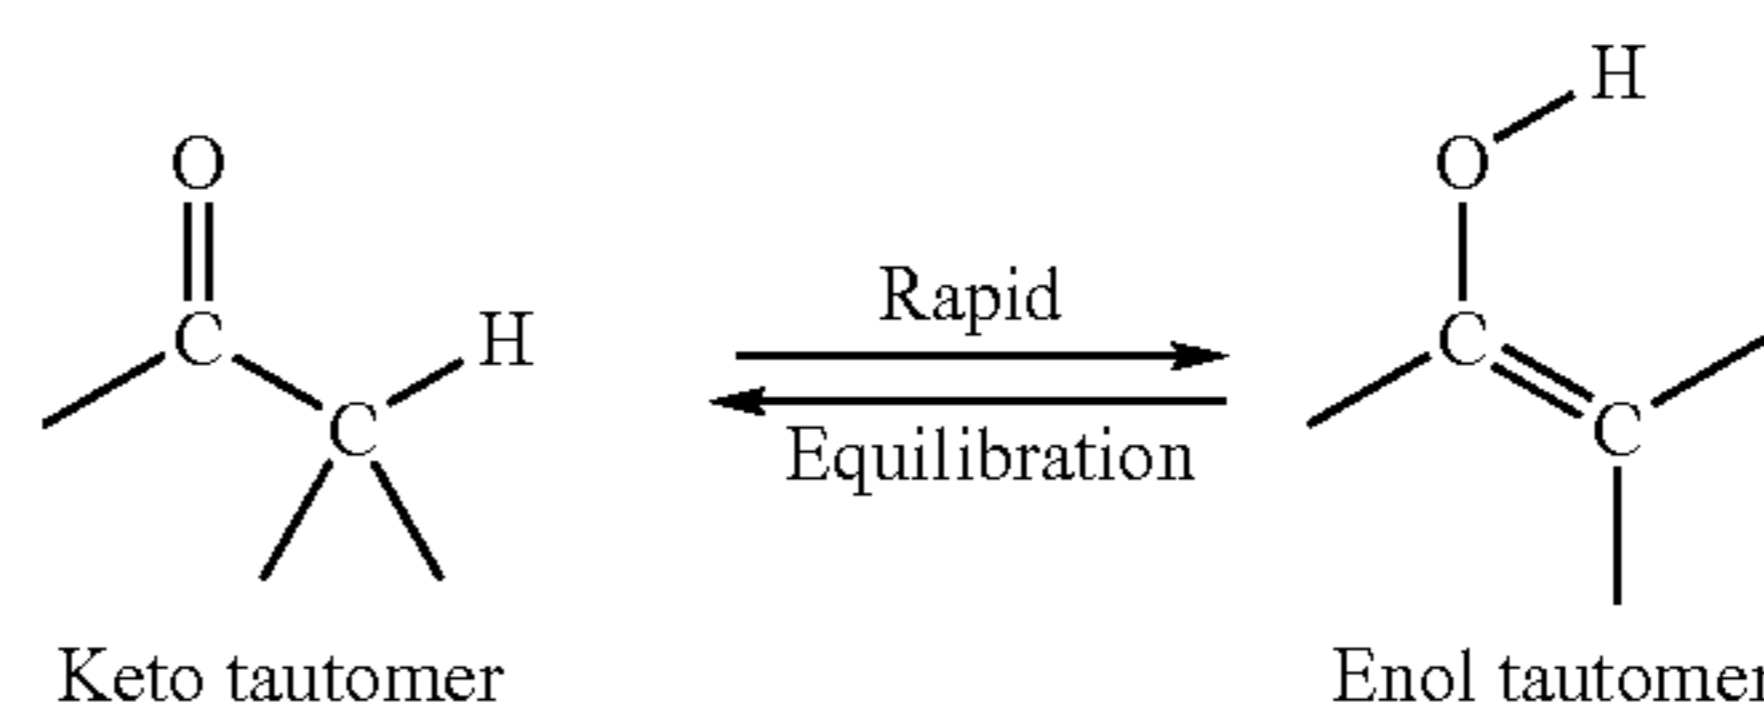 H
O
O
Rapid
C
H
C
C
C
Equilibration
Keto tautomer
Enol tautomer